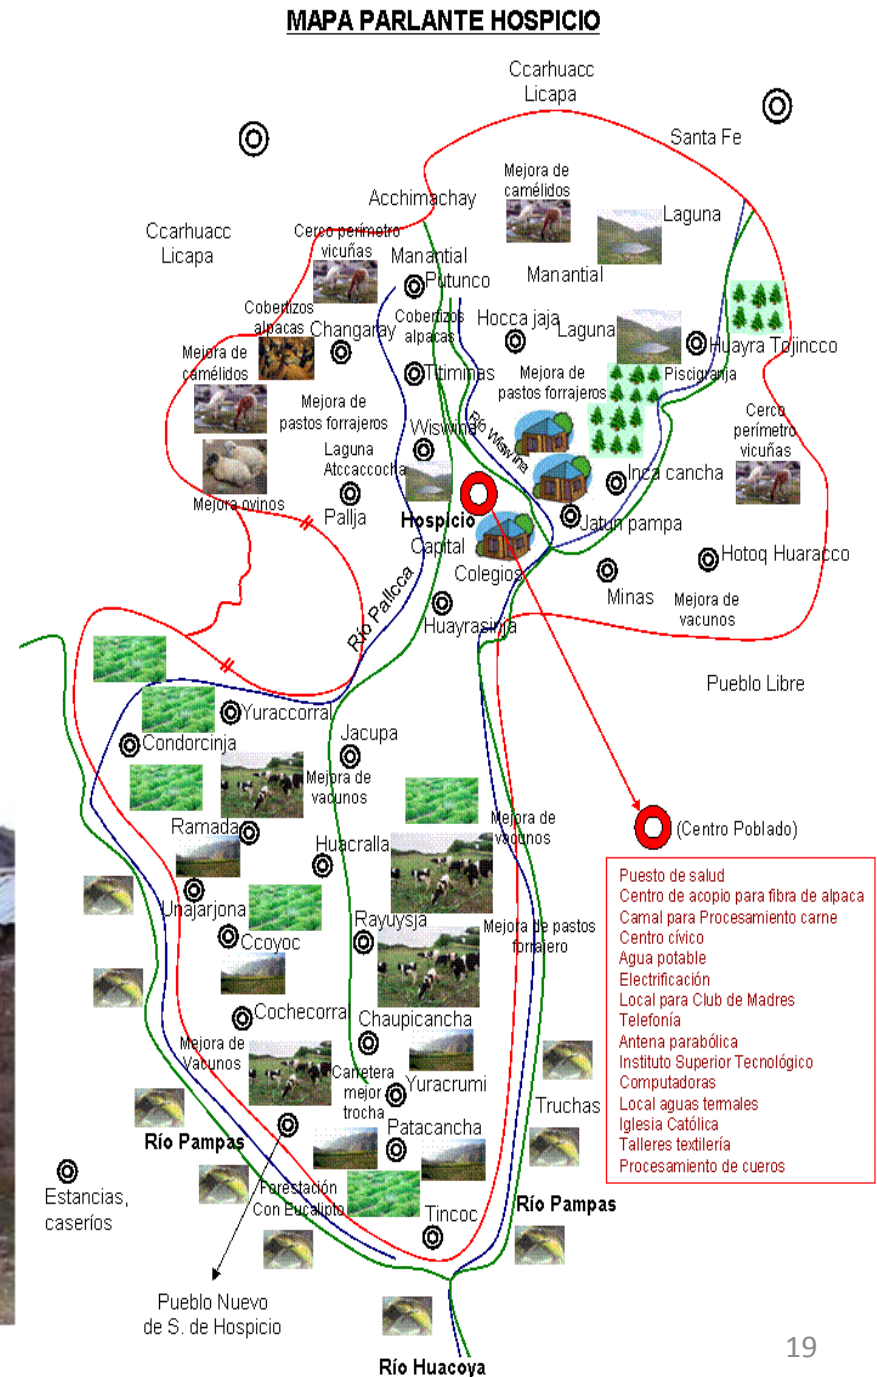 MAPA PARLANTE HOSPICIO
Ccarhuacc
Licapa
Santa Fe
Mejora de
camélidos
Acchimachay
Laguna
Ccarhuacc
Licapa
Cerco perímetro
vicuñas
Manantial
Putunco
Manantial
Cobertizos
alpacas
Changaray
Cobertizos
alpacas
Hocca jaja
Laguna
Huayra Tojincco
Mejora de
camélidos
Titiminas
Mejora de
pastos forrajeros
Piscigranja
Mejora de
pastos forrajeros
Wiswina
Río Wiswina
Cerco
perímetro
vicuñas
Laguna
Atccaccocha
Inca cancha
Mejora ovinos
Pallja
Hospicio
Capital
Jatun pampa
Colegios
Hotoq Huaracco
Río Pallcca
Minas
Mejora de
vacunos
Huayrasinja
Pueblo Libre
Yuraccorral
Condorcinja
Jacupa
Mejora de
vacunos
Mejora de
vacunos
Ramada
(Centro Poblado)
Huacralla
Puesto de salud
Centro de acopio para fibra de alpaca
Camal para Procesamiento carne
Centro cívico
Agua potable
Electrificación
Local para Club de Madres
Telefonía
Antena parabólica
Instituto Superior Tecnológico
Computadoras
Local aguas termales
Iglesia Católica
Talleres textilería
Procesamiento de cueros
Unajarjona
Rayuysja
Mejora de pastos
forrajero
Ccoyoc
Cochecorral
Chaupicancha
Mejora de
Vacunos
Carretera
mejor
trocha
Yuracrumi
Truchas
Patacancha
Río Pampas
Estancias,
caseríos
Forestación
Con Eucalipto
Tincoc
Río Pampas
Pueblo Nuevo
de S. de Hospicio
Río Huacoya
19